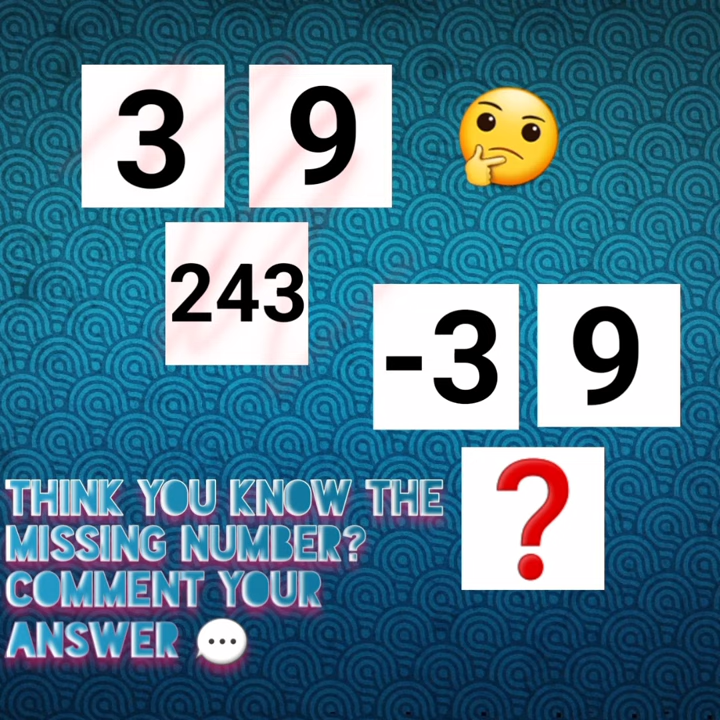 3 9
243
-3 9
?
THINK YOU KNOW THE
MISSING NUMBER?
COMMENT YOUR
ANSWER